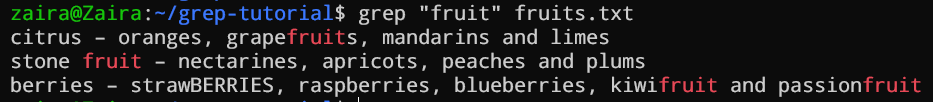 zaira@Zaira:~/grep-tutorial$ grep "fruit" fruits.txt
citrus – oranges, grapefruits, mandarins and limes
stone fruit – nectarines, apricots, peaches and plums
berries – strawBERRIES, raspberries, blueberries, kiwifruit and passionfruit